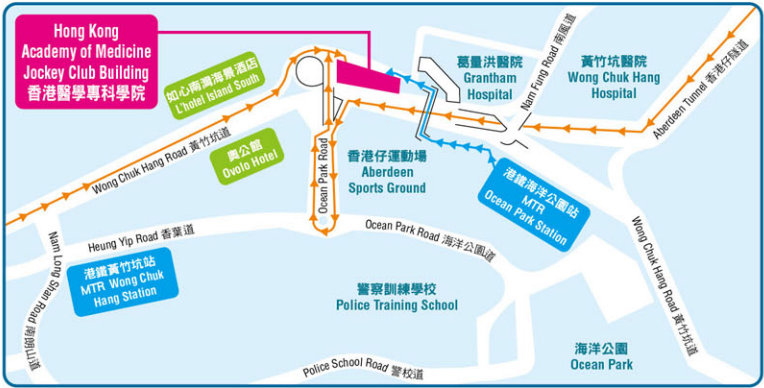 Hong Kong
Academy of Medicine
Jockey Club Building
香港醫學專科學院
如心南灣海景酒店
L'hotel Island South
奧公館
Ovolo Hotel
Wong Chuk Hang Road 黃竹坑道
葛量洪醫院
Grantham
Hospital
Nam Fung Road 南風道
黃竹坑醫院
Wong Chuk Hang
Hospital
Aberdeen Tunnel 香港仔隧道
Ocean Park Road
香港仔運動場
Aberdeen
Sports Ground
港鐵海洋公園站
MTR
Ocean Park Station
Heung Yip Road 香葉道
Ocean Park Road 海洋公園道
Wong Chuk Hang Road 黃竹坑道
Nam Long Shan Road 南朗山道
港鐵黃竹坑站
MTR Wong Chuk
Hang Station
警察訓練學校
Police Training School
海洋公園
Ocean Park
Police School Road 警校道